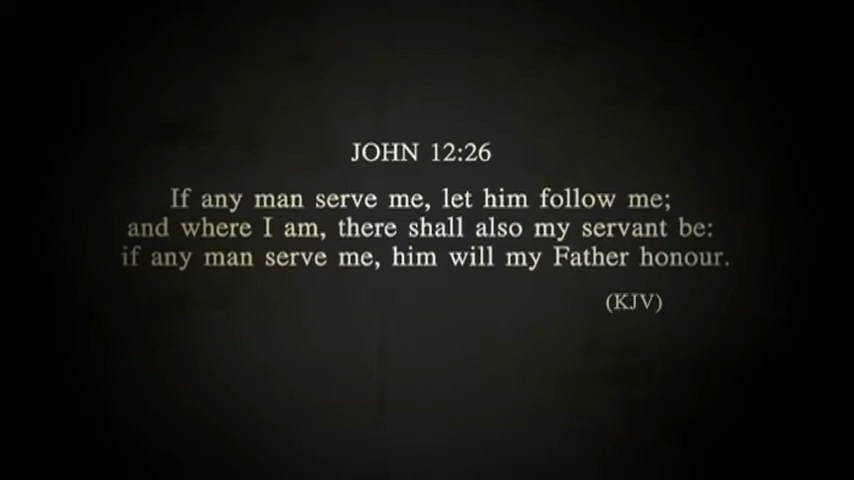 JOHN 12:26
If any man serve me, let him follow me;
and where I am, there shall also my servant be:
if any man serve me, him will my Father honour.
(KJV)